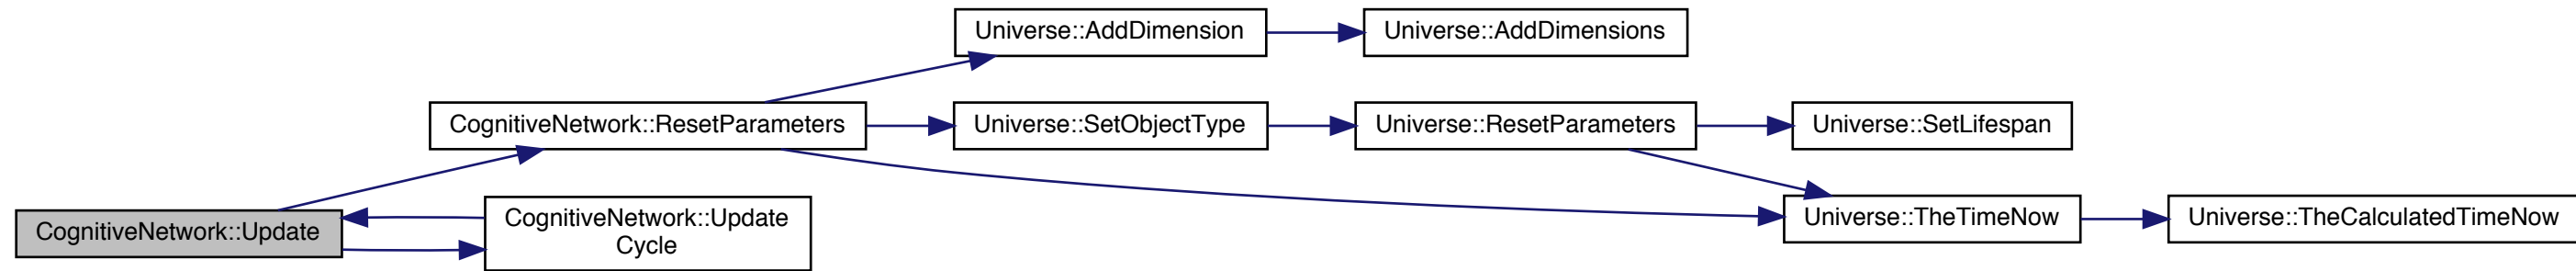 Universe::AddDimension
Universe::AddDimensions
CognitiveNetwork::ResetParameters
Universe::SetObjectType
Universe::ResetParameters
Universe::SetLifespan
CognitiveNetwork::Update
CognitiveNetwork::Update
Cycle
Universe::TheTimeNow
Universe::TheCalculatedTimeNow